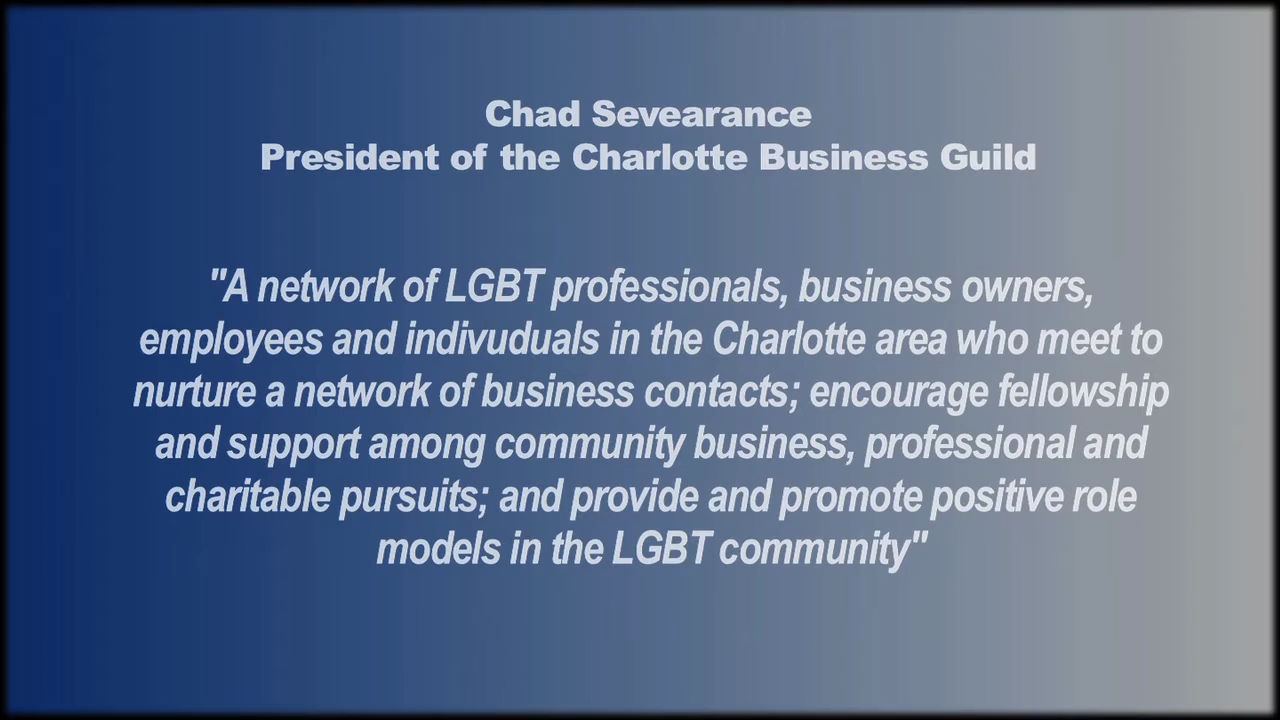 Chad Sevearance
President of the Charlotte Business Guild
"A network of LGBT professionals, business owners,
employees and indivuduals in the Charlotte area who meet to
nurture a network of business contacts; encourage fellowship
and support among community business, professional and
charitable pursuits; and provide and promote positive role
models in the LGBT community"